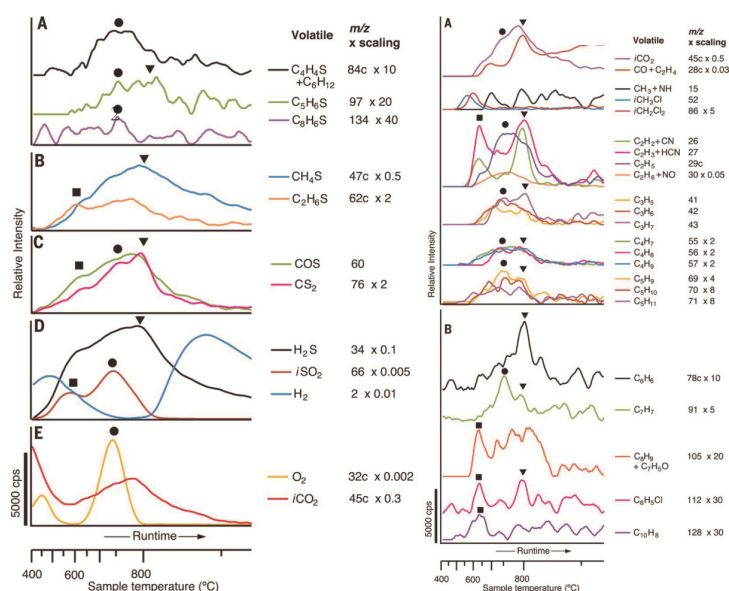 A
Volatile m/z
x scaling
C4H4S 84c x 10
+C6H12
C5H6S 97 x 20
C8H6S 134 x 40
B
CH4S 47c x 0.5
C2H6S 62c x 2
Relative Intensity
C
COS 60
CS2 76 x 2
D
H2S 34 x 0.1
iSO2 66 x 0.005
H2 2 x 0.01
E
O2 32c x 0.002
iCO2 45c x 0.3
5000 cps
Runtime
400 600 800
Sample temperature (°C)
A
Volatile m/z
x scaling
iCO2 45c x 0.5
CO+C2H4 28c x 0.03
CH3+NH 15
iCH3Cl 52
iCH2Cl2 86 x 5
C2H2+CN 26
C2H3+HCN 27
C2H5 29c
C2H6+NO 30 x 0.05
C3H5 41
C3H6 42
C3H7 43
C4H7 55 x 2
C4H8 56 x 2
C4H9 57 x 2
C5H9 69 x 4
C5H10 70 x 8
C5H11 71 x 8
Relative Intensity
B
C6H6 78c x 10
C7H7 91 x 5
C8H9 105 x 20
+ C7H5O
C6H5Cl 112 x 30
C10H8 128 x 30
5000 cps
Runtime
400 600 800
Sample temperature (°C)